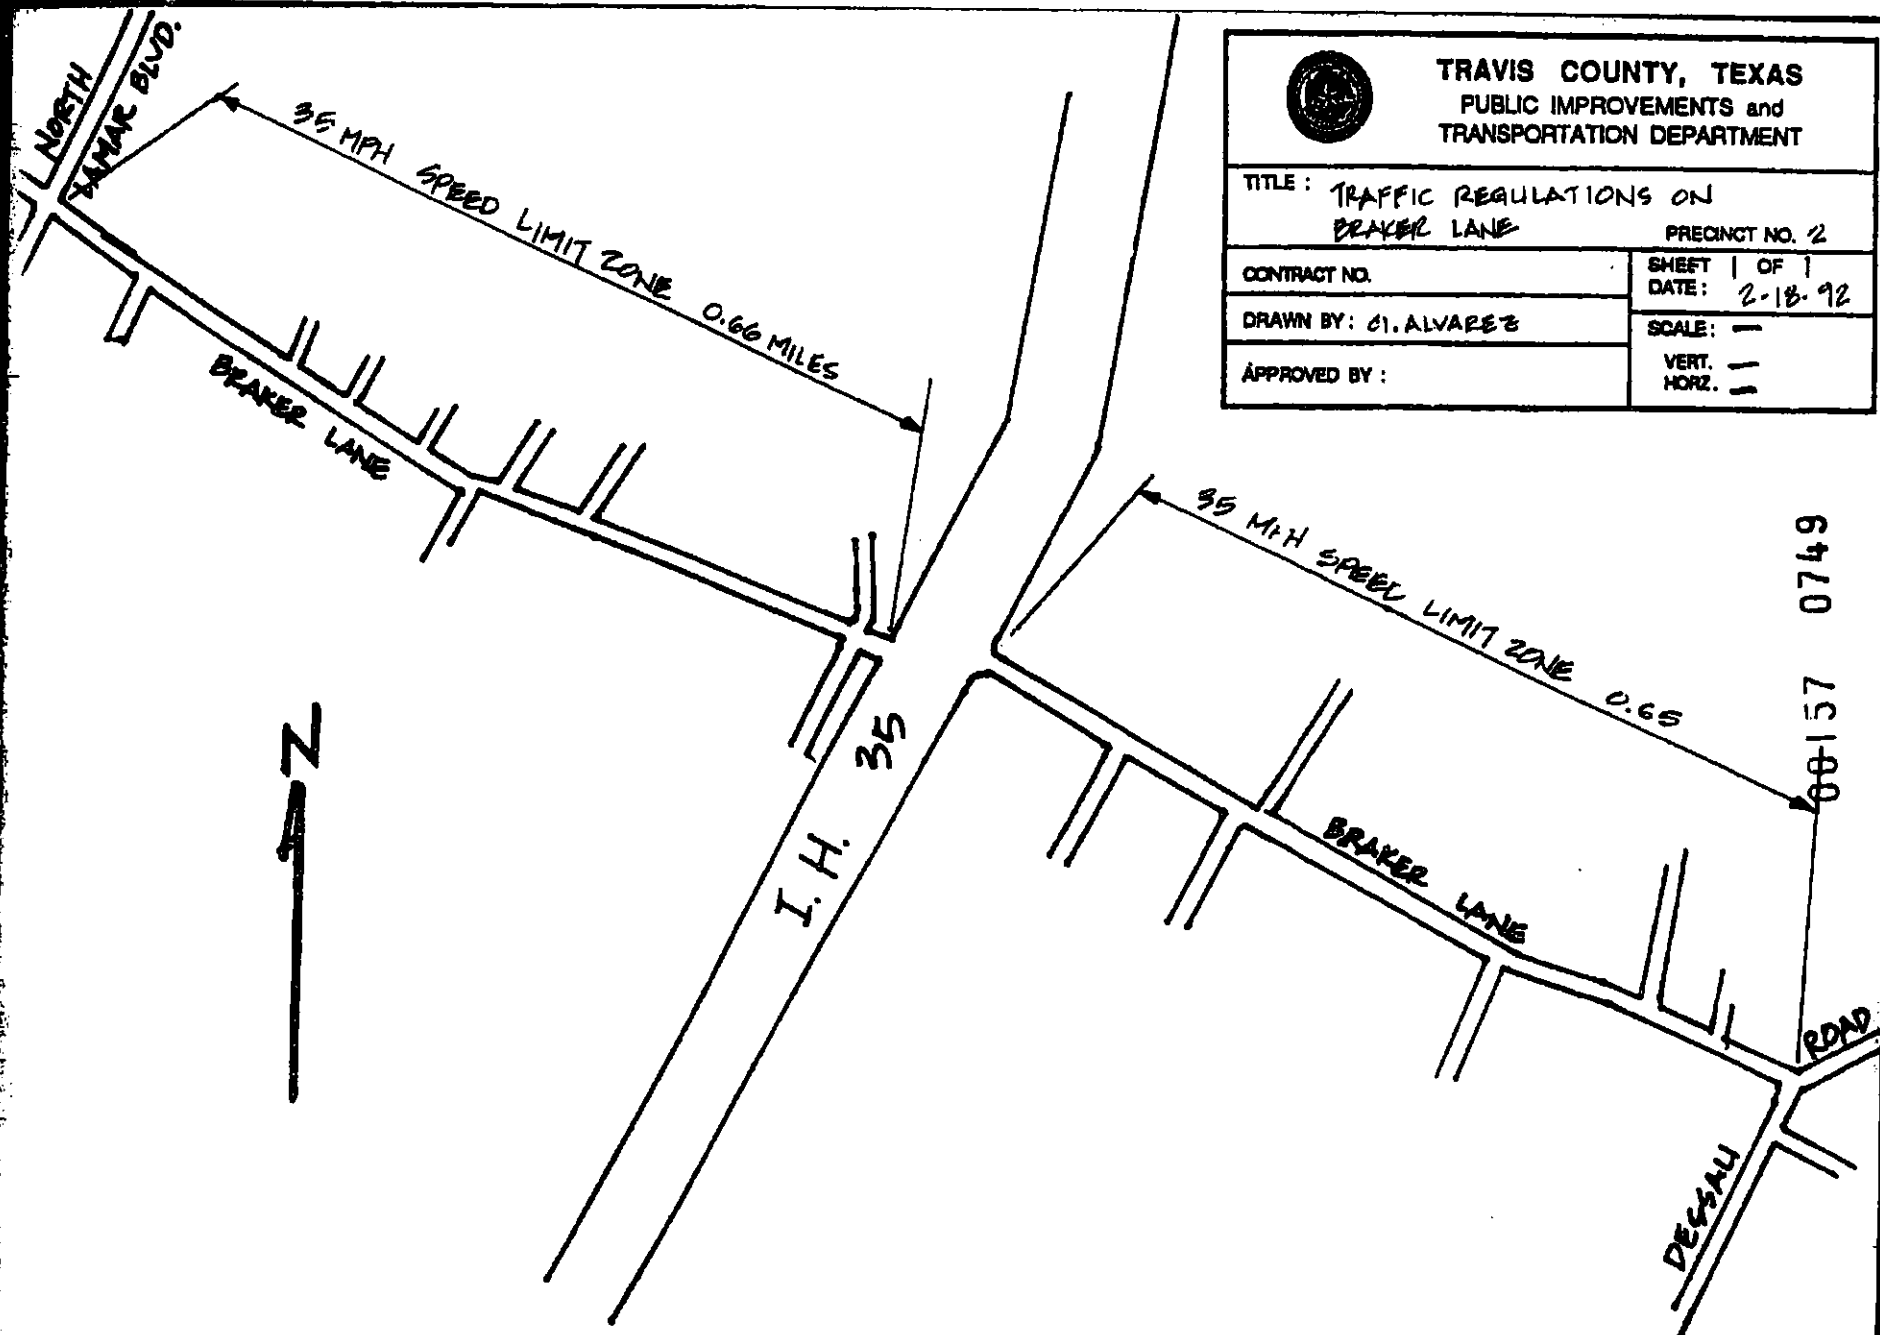 TRAVIS COUNTY, TEXAS
PUBLIC IMPROVEMENTS and
TRANSPORTATION DEPARTMENT
TITLE : TRAFFIC REGULATIONS ON
BRAKER LANE
PRECINCT NO. 2
CONTRACT NO.
SHEET 1 OF 1
DATE : 2-18-92
DRAWN BY : G. ALVAREZ
SCALE : —
APPROVED BY :
VERT. —
HORZ. —
NORTH
LAMAR BLVD.
35 MPH SPEED LIMIT ZONE 0.66 MILES
BRAKER LANE
35 MPH SPEED LIMIT ZONE 0.65
00157 0749
N
I. H. 35
BRAKER LANE
DESSAU ROAD